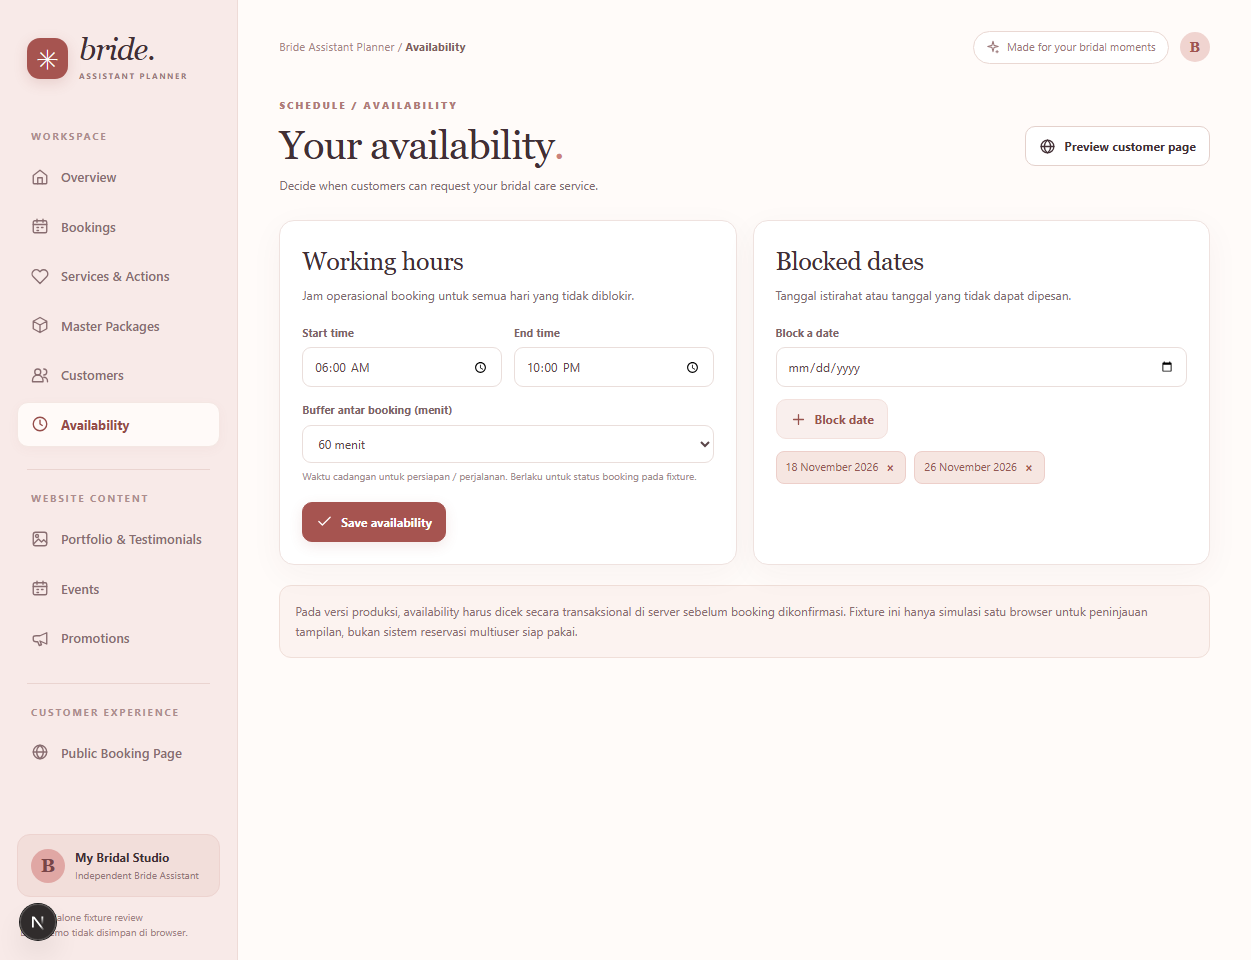 bride.
ASSISTANT PLANNER
WORKSPACE
Overview
Bookings
Services & Actions
Master Packages
Customers
Availability
WEBSITE CONTENT
Portfolio & Testimonials
Events
Promotions
CUSTOMER EXPERIENCE
Public Booking Page
B
My Bridal Studio
Independent Bride Assistant
alone fixture review
emo tidak disimpan di browser.
N
Bride Assistant Planner / Availability
Made for your bridal moments
B
SCHEDULE / AVAILABILITY
Your availability.
Decide when customers can request your bridal care service.
Preview customer page
Working hours
Jam operasional booking untuk semua hari yang tidak diblokir.
Start time
End time
06:00 AM
10:00 PM
Buffer antar booking (menit)
60 menit
Waktu cadangan untuk persiapan / perjalanan. Berlaku untuk status booking pada fixture.
Save availability
Blocked dates
Tanggal istirahat atau tanggal yang tidak dapat dipesan.
Block a date
mm/dd/yyyy
Block date
18 November 2026 ×
26 November 2026 ×
Pada versi produksi, availability harus dicek secara transaksional di server sebelum booking dikonfirmasi. Fixture ini hanya simulasi satu browser untuk peninjauan
tampilan, bukan sistem reservasi multiuser siap pakai.